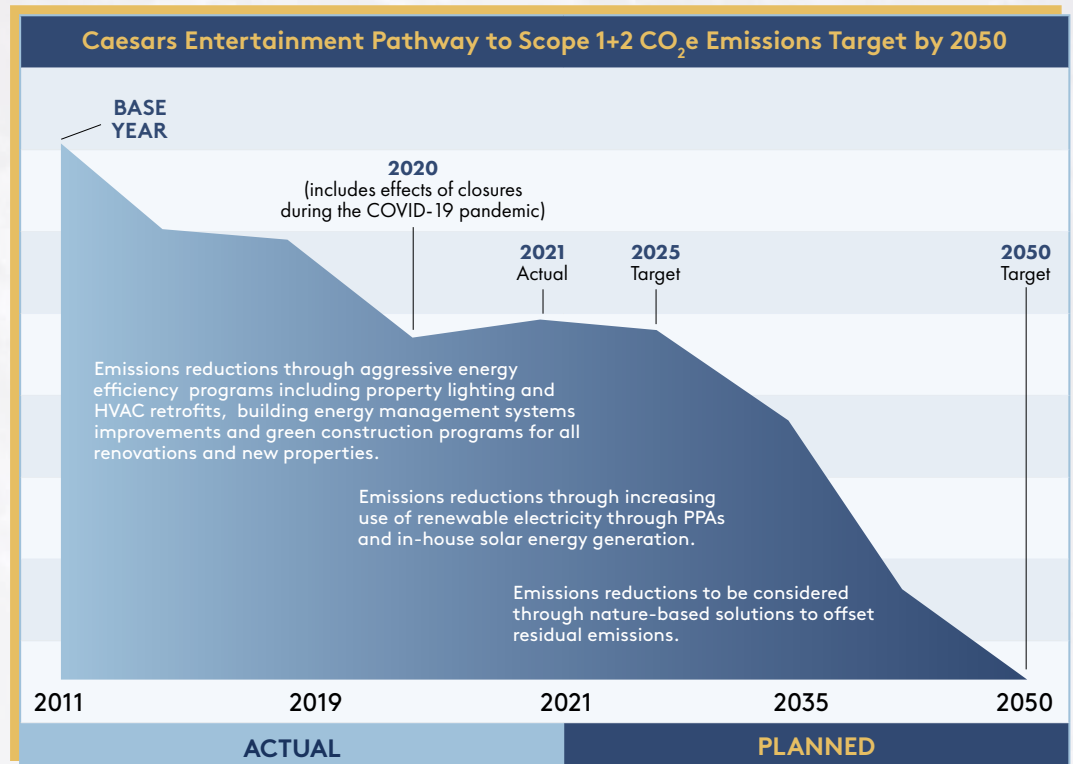 Caesars Entertainment Pathway to Scope 1+2 CO₂e Emissions Target by 2050
BASE
YEAR
2020
(includes effects of closures
during the COVID-19 pandemic)
2021
Actual
2025
Target
2050
Target
Emissions reductions through aggressive energy
efficiency programs including property lighting and
HVAC retrofits, building energy management systems
improvements and green construction programs for all
renovations and new properties.
Emissions reductions through increasing
use of renewable electricity through PPAs
and in-house solar energy generation.
Emissions reductions to be considered
through nature-based solutions to offset
residual emissions.
2011 2019 2021 2035 2050
ACTUAL PLANNED